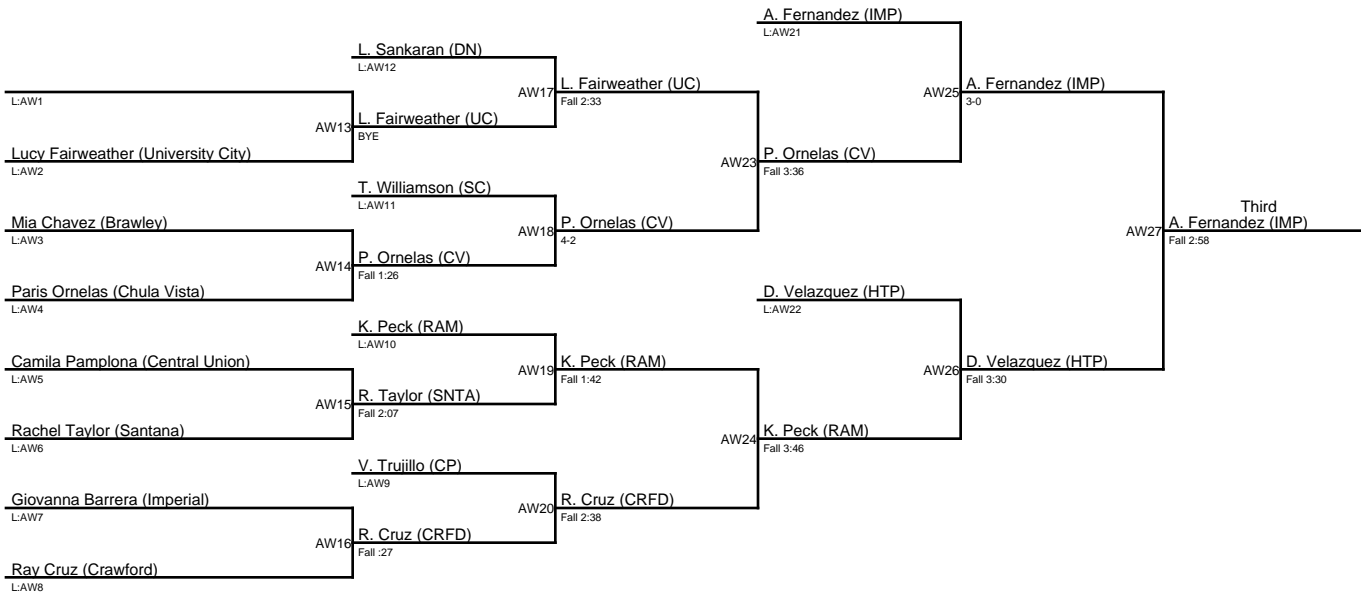 A. Fernandez (IMP)
L:AW21
L. Sankaran (DN)
L:AW12
AW17
L. Fairweather (UC)
Fall 2:33
AW25
A. Fernandez (IMP)
3-0
L:AW1
AW13
L. Fairweather (UC)
BYE
Lucy Fairweather (University City)
L:AW2
AW23
P. Ornelas (CV)
Fall 3:36
T. Williamson (SC)
L:AW11
Mia Chavez (Brawley)
L:AW3
AW18
P. Ornelas (CV)
4-2
AW27
Third
A. Fernandez (IMP)
Fall 2:58
AW14
P. Ornelas (CV)
Fall 1:26
Paris Ornelas (Chula Vista)
L:AW4
D. Velazquez (HTP)
L:AW22
K. Peck (RAM)
L:AW10
Camila Pamplona (Central Union)
L:AW5
AW19
K. Peck (RAM)
Fall 1:42
AW26
D. Velazquez (HTP)
Fall 3:30
AW15
R. Taylor (SNTA)
Fall 2:07
Rachel Taylor (Santana)
L:AW6
AW24
K. Peck (RAM)
Fall 3:46
V. Trujillo (CP)
L:AW9
Giovanna Barrera (Imperial)
L:AW7
AW20
R. Cruz (CRFD)
Fall 2:38
AW16
R. Cruz (CRFD)
Fall :27
Ray Cruz (Crawford)
L:AW8